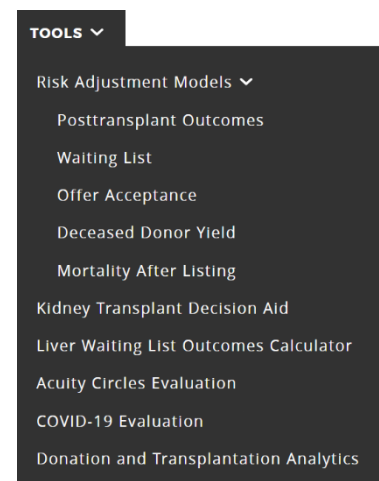 TOOLS
Risk Adjustment Models
Posttransplant Outcomes
Waiting List
Offer Acceptance
Deceased Donor Yield
Mortality After Listing
Kidney Transplant Decision Aid
Liver Waiting List Outcomes Calculator
Acuity Circles Evaluation
COVID-19 Evaluation
Donation and Transplantation Analytics